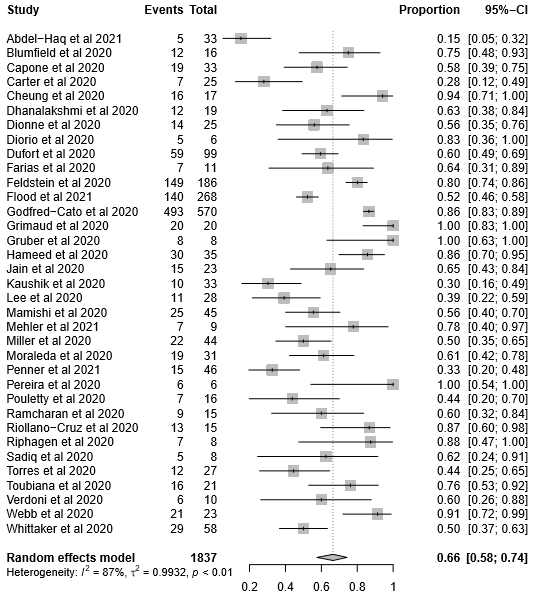 Study Events Total Proportion 95%−CI
Abdel−Haq et al 2021 5 33 0.15 [0.05; 0.32]
Blumfield et al 2020 12 16 0.75 [0.48; 0.93]
Capone et al 2020 19 33 0.58 [0.39; 0.75]
Carter et al 2020 7 25 0.28 [0.12; 0.49]
Cheung et al 2020 16 17 0.94 [0.71; 1.00]
Dhanalakshmi et al 2020 12 19 0.63 [0.38; 0.84]
Dionne et al 2020 14 25 0.56 [0.35; 0.76]
Diorio et al 2020 5 6 0.83 [0.36; 1.00]
Dufort et al 2020 59 99 0.60 [0.49; 0.69]
Farias et al 2020 7 11 0.64 [0.31; 0.89]
Feldstein et al 2020 149 186 0.80 [0.74; 0.86]
Flood et al 2021 140 268 0.52 [0.46; 0.58]
Godfred−Cato et al 2020 493 570 0.86 [0.83; 0.89]
Grimaud et al 2020 20 20 1.00 [0.83; 1.00]
Gruber et al 2020 8 8 1.00 [0.63; 1.00]
Hameed et al 2020 30 35 0.86 [0.70; 0.95]
Jain et al 2020 15 23 0.65 [0.43; 0.84]
Kaushik et al 2020 10 33 0.30 [0.16; 0.49]
Lee et al 2020 11 28 0.39 [0.22; 0.59]
Mamishi et al 2020 25 45 0.56 [0.40; 0.70]
Mehler et al 2021 7 9 0.78 [0.40; 0.97]
Miller et al 2020 22 44 0.50 [0.35; 0.65]
Moraleda et al 2020 19 31 0.61 [0.42; 0.78]
Penner et al 2021 15 46 0.33 [0.20; 0.48]
Pereira et al 2020 6 6 1.00 [0.54; 1.00]
Pouletty et al 2020 7 16 0.44 [0.20; 0.70]
Ramcharan et al 2020 9 15 0.60 [0.32; 0.84]
Riollano−Cruz et al 2020 13 15 0.87 [0.60; 0.98]
Riphagen et al 2020 7 8 0.88 [0.47; 1.00]
Sadiq et al 2020 5 8 0.62 [0.24; 0.91]
Torres et al 2020 12 27 0.44 [0.25; 0.65]
Toubiana et al 2020 16 21 0.76 [0.53; 0.92]
Verdoni et al 2020 6 10 0.60 [0.26; 0.88]
Webb et al 2020 21 23 0.91 [0.72; 0.99]
Whittaker et al 2020 29 58 0.50 [0.37; 0.63]
Random effects model 1837 0.66 [0.58; 0.74]
Heterogeneity: I² = 87%, τ² = 0.9932, p < 0.01
0.2 0.4 0.6 0.8 1